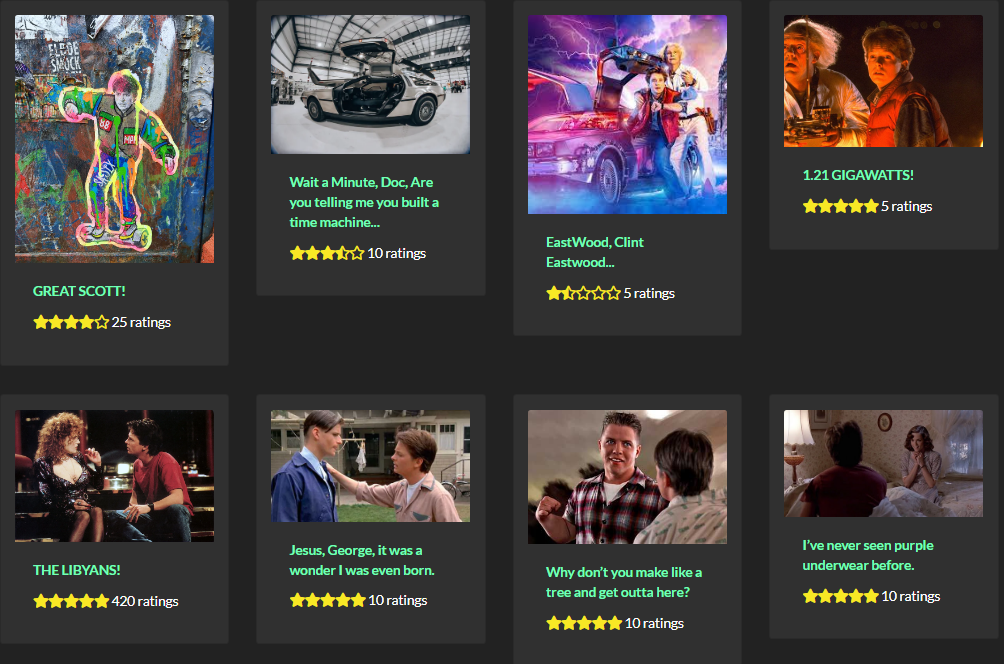 FLEDE
SMOCK
88
GREAT SCOTT!
25 ratings
Wait a Minute, Doc, Are
you telling me you built a
time machine...
10 ratings
EastWood, Clint
Eastwood...
5 ratings
1.21 GIGAWATTS!
5 ratings
THE LIBYANS!
420 ratings
Jesus, George, it was a
wonder I was even born.
10 ratings
Why don’t you make like a
tree and get outta here?
10 ratings
I’ve never seen purple
underwear before.
10 ratings